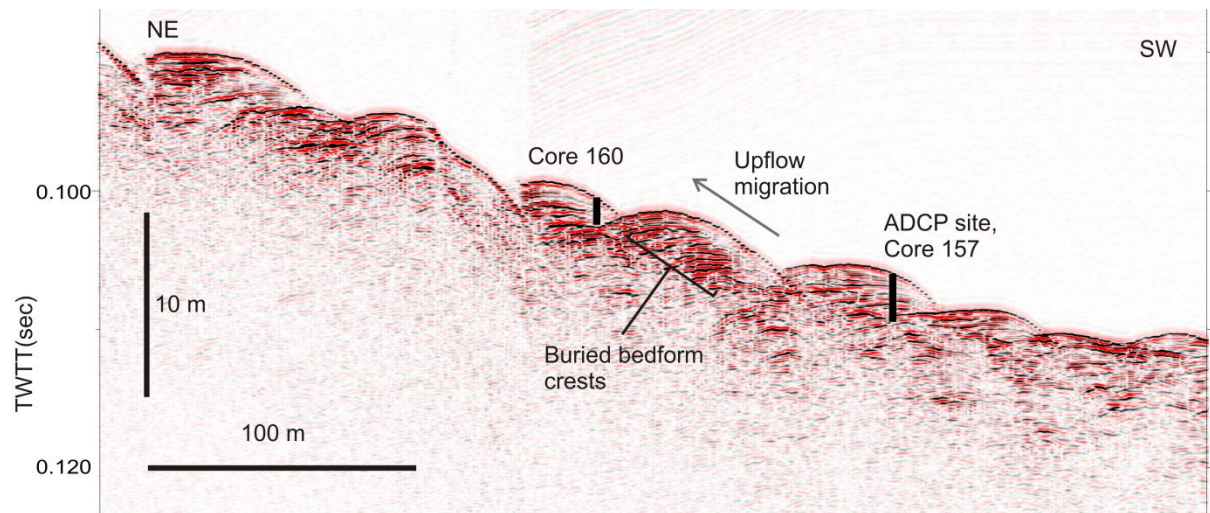 NE
SW
Core 160
Upflow
migration
0.100
ADCP site,
Core 157
10 m
Buried bedform
crests
TWTT(sec)
100 m
0.120